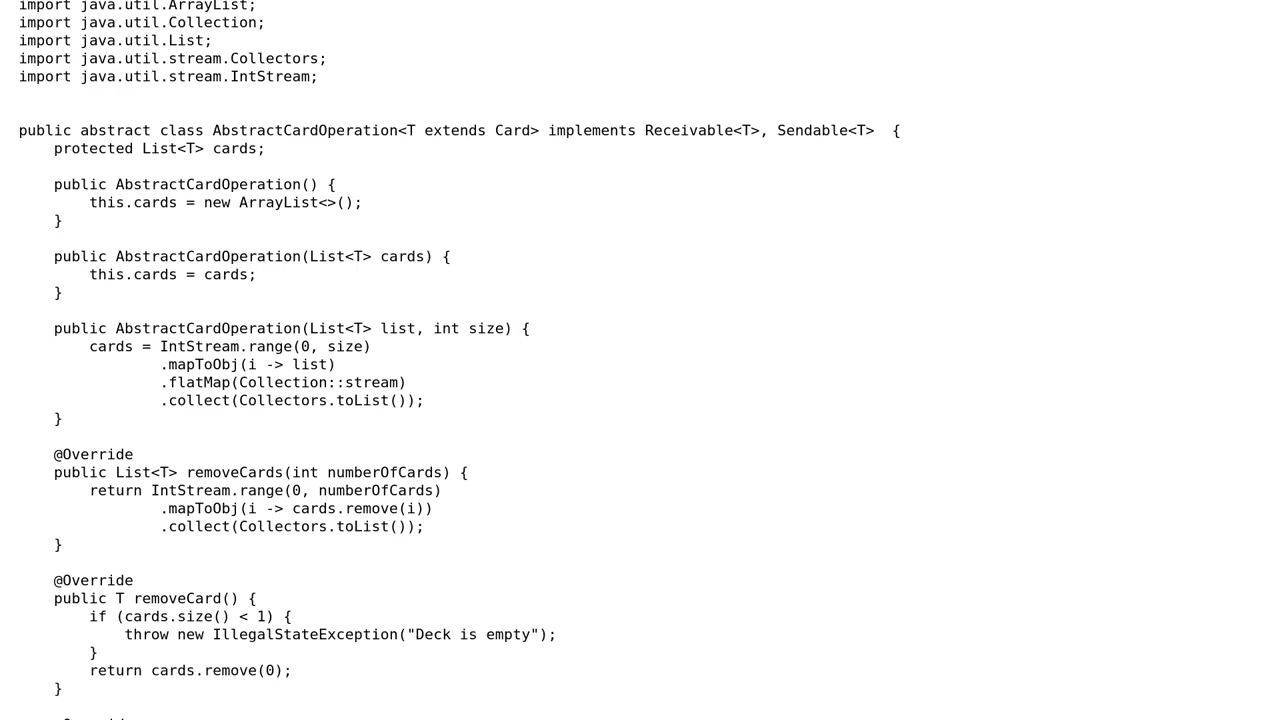 import java.util.ArrayList;
import java.util.Collection;
import java.util.List;
import java.util.stream.Collectors;
import java.util.stream.IntStream;


public abstract class AbstractCardOperation<T extends Card> implements Receivable<T>, Sendable<T>  {
    protected List<T> cards;

    public AbstractCardOperation() {
        this.cards = new ArrayList<>();
    }

    public AbstractCardOperation(List<T> cards) {
        this.cards = cards;
    }

    public AbstractCardOperation(List<T> list, int size) {
        cards = IntStream.range(0, size)
                .mapToObj(i -> list)
                .flatMap(Collection::stream)
                .collect(Collectors.toList());
    }

    @Override
    public List<T> removeCards(int numberOfCards) {
        return IntStream.range(0, numberOfCards)
                .mapToObj(i -> cards.remove(i))
                .collect(Collectors.toList());
    }

    @Override
    public T removeCard() {
        if (cards.size() < 1) {
            throw new IllegalStateException("Deck is empty");
        }
        return cards.remove(0);
    }